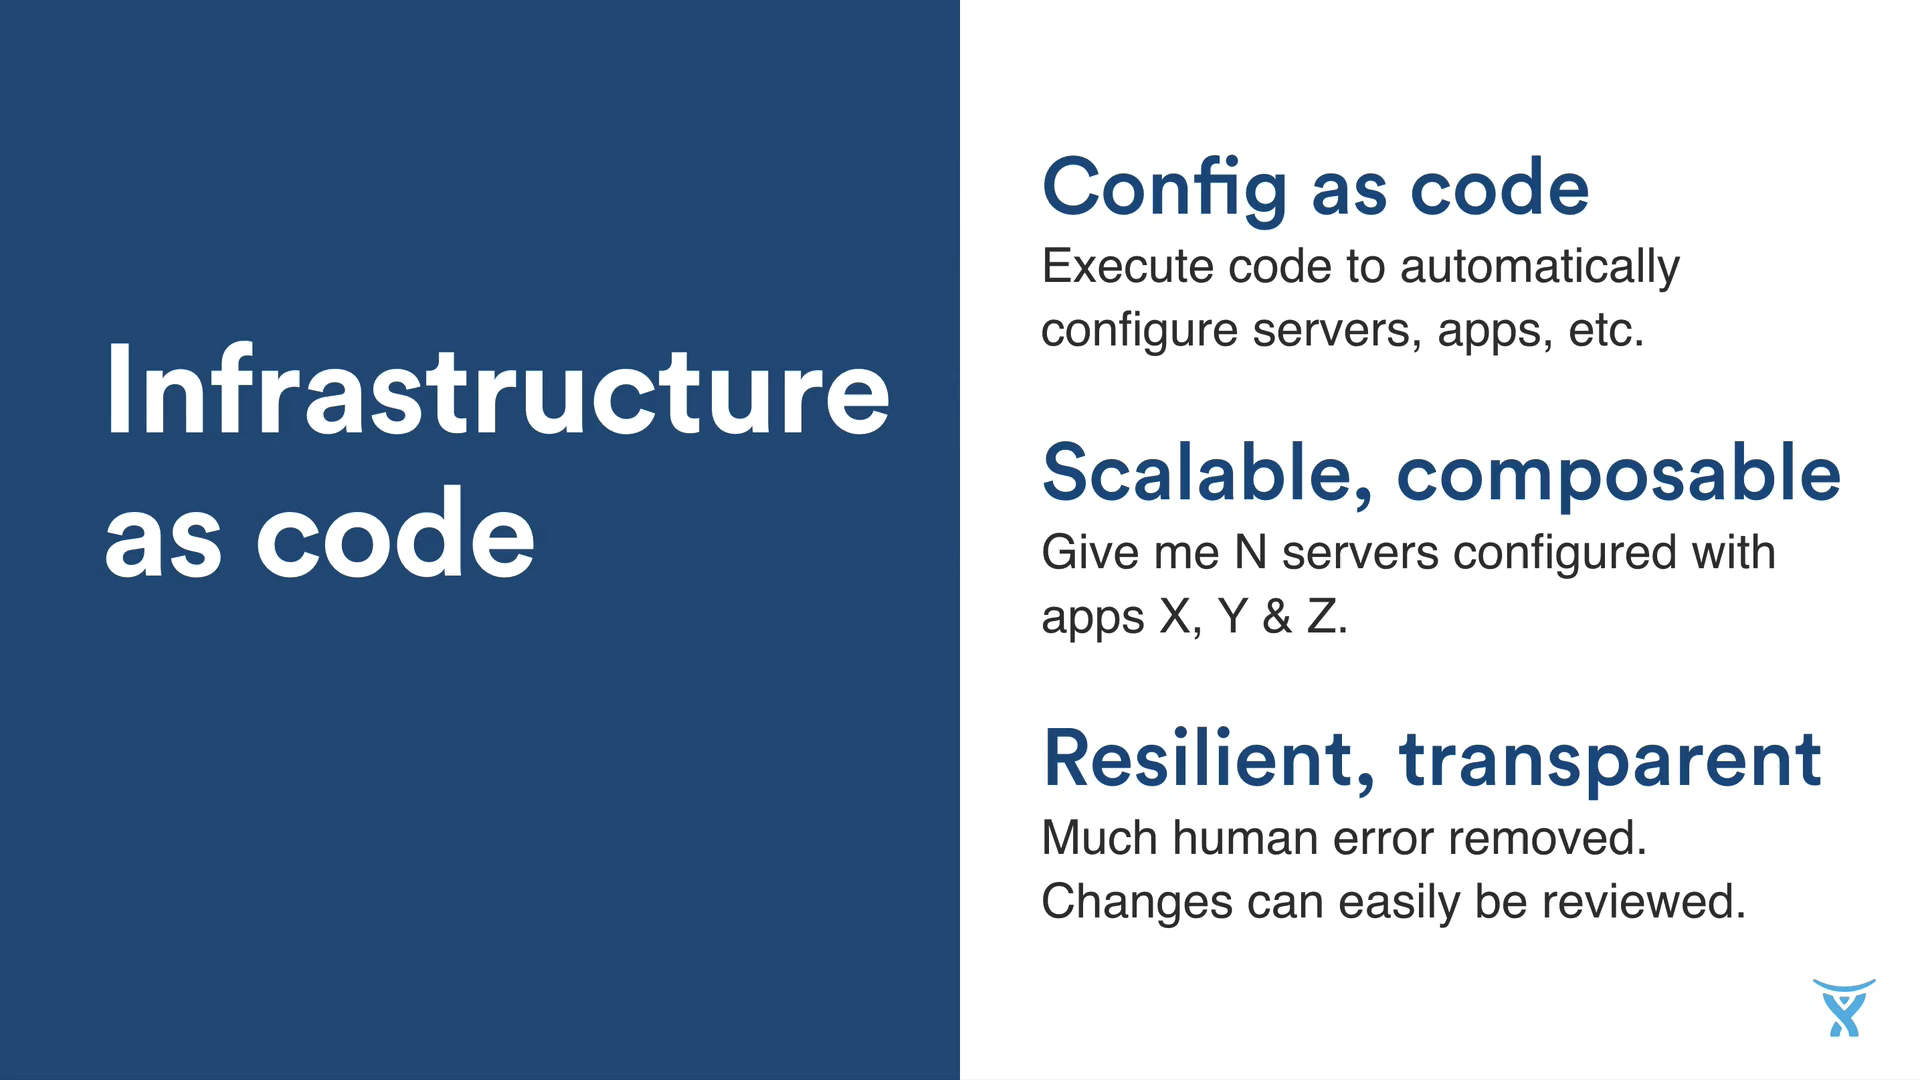 Infrastructure
as code
Config as code
Execute code to automatically
configure servers, apps, etc.
Scalable, composable
Give me N servers configured with
apps X, Y & Z.
Resilient, transparent
Much human error removed.
Changes can easily be reviewed.